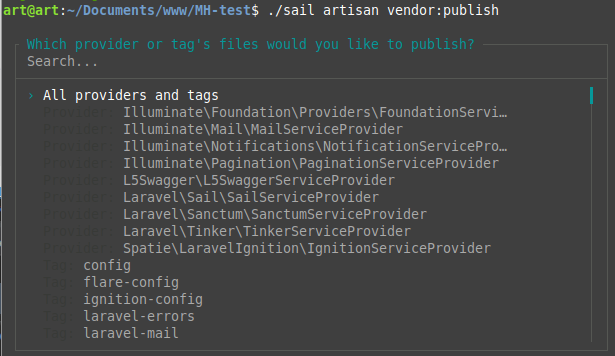 art@art:~/Documents/www/MH-test$ ./sail artisan vendor:publish
Which provider or tag's files would you like to publish?
Search...
› All providers and tags
Provider: Illuminate\Foundation\Providers\FoundationServi…
Provider: Illuminate\Mail\MailServiceProvider
Provider: Illuminate\Notifications\NotificationServicePro…
Provider: Illuminate\Pagination\PaginationServiceProvider
Provider: L5Swagger\L5SwaggerServiceProvider
Provider: Laravel\Sail\SailServiceProvider
Provider: Laravel\Sanctum\SanctumServiceProvider
Provider: Laravel\Tinker\TinkerServiceProvider
Provider: Spatie\LaravelIgnition\IgnitionServiceProvider
Tag: config
Tag: flare-config
Tag: ignition-config
Tag: laravel-errors
Tag: laravel-mail